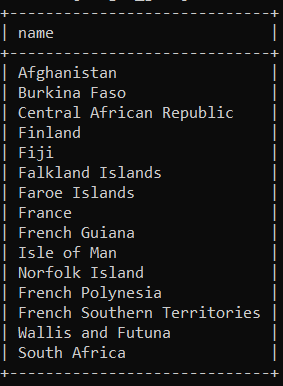 name
Afghanistan
Burkina Faso
Central African Republic
Finland
Fiji
Falkland Islands
Faroe Islands
France
French Guiana
Isle of Man
Norfolk Island
French Polynesia
French Southern Territories
Wallis and Futuna
South Africa